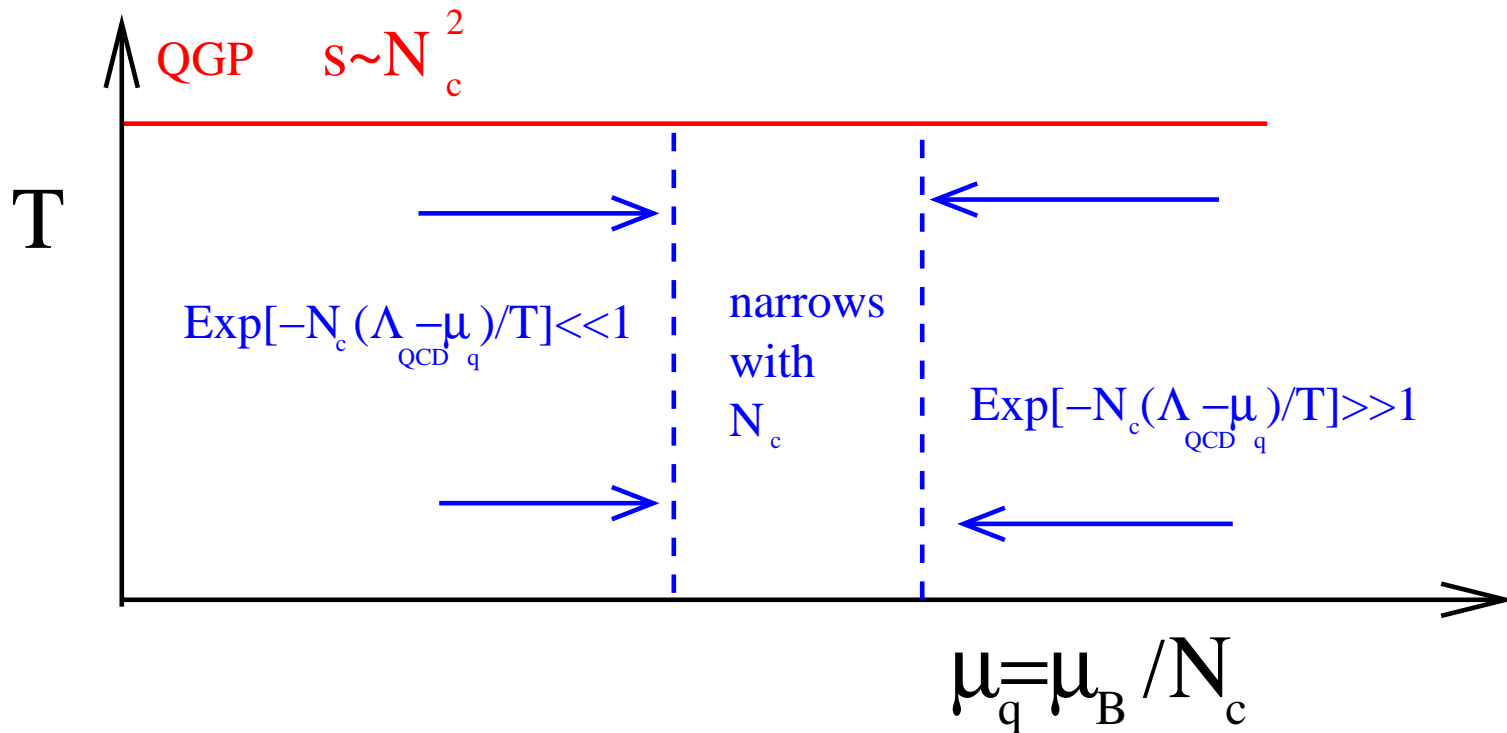 QGP s~N_c^2
T
Exp[−N_c(Λ_QCD−μ_q)/T]<<1
narrows
with
N_c
Exp[−N_c(Λ_QCD−μ_q)/T]>>1
μ_q=μ_B/N_c